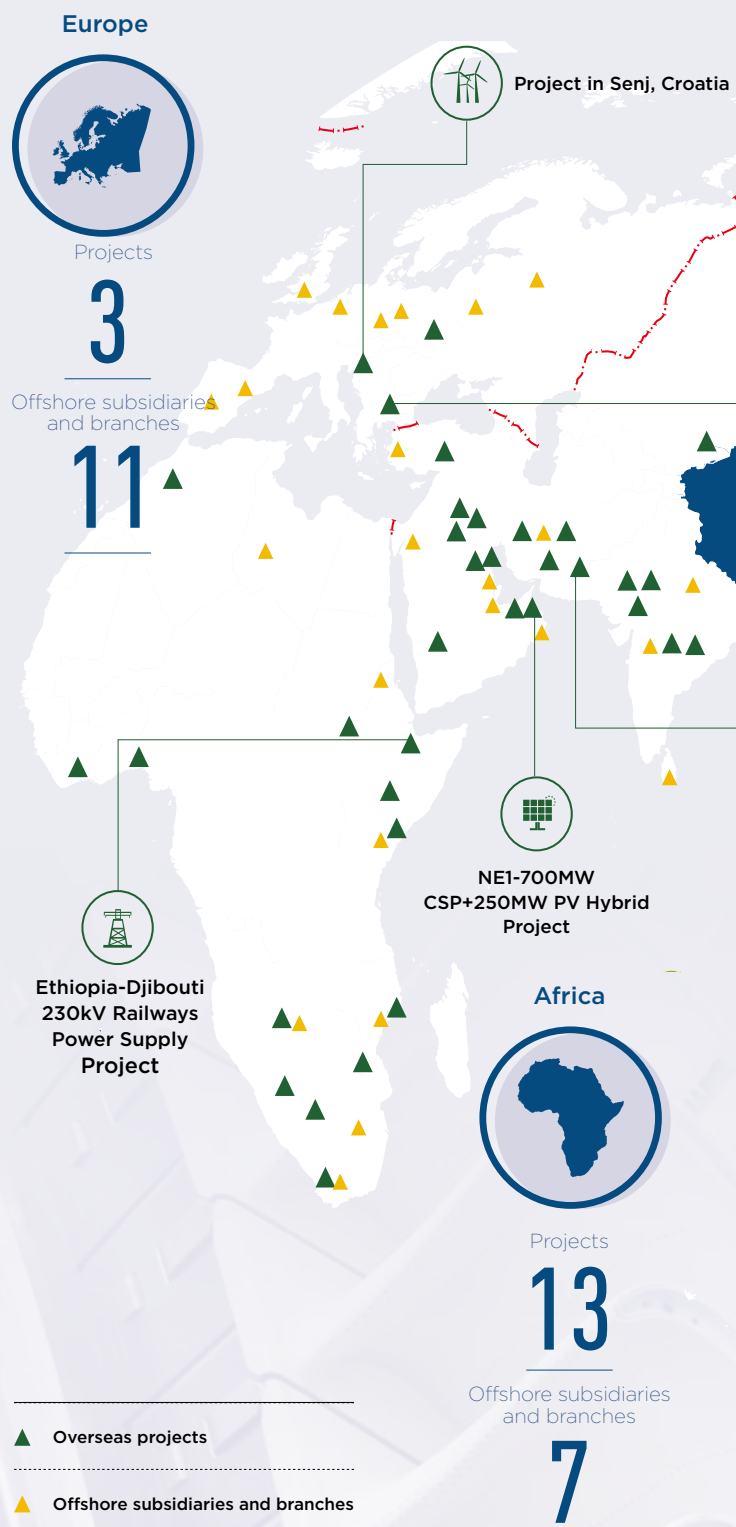 Europe
Projects
3
Offshore subsidiaries
and branches
11
Project in Senj, Croatia
Ethiopia-Djibouti
230kV Railways
Power Supply
Project
NE1-700MW
CSP+250MW PV Hybrid
Project
Africa
Projects
13
Offshore subsidiaries
and branches
7
Overseas projects
Offshore subsidiaries and branches